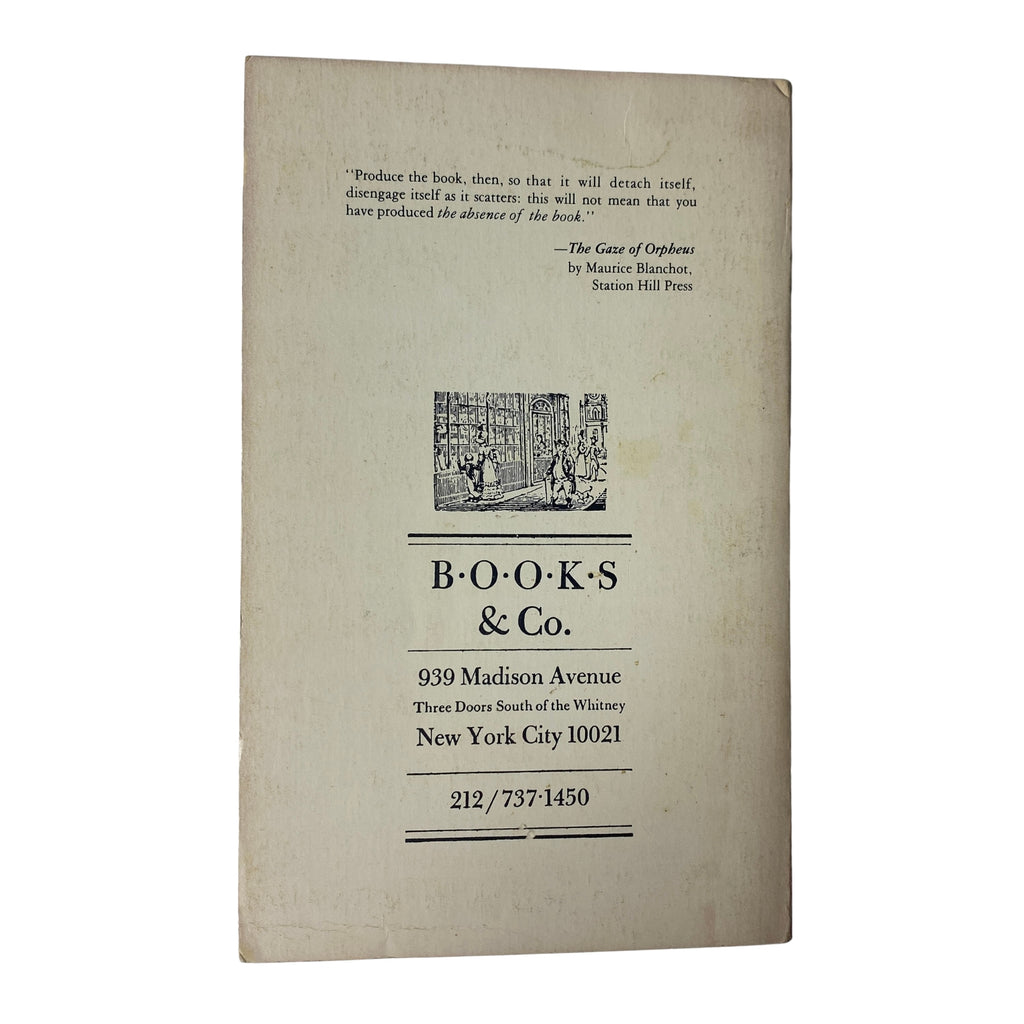 "Produce the book, then, so that it will detach itself,
disengage itself as it scatters: this will not mean that you
have produced the absence of the book."
—The Gaze of Orpheus
by Maurice Blanchot,
Station Hill Press
B·O·O·K·S
& Co.
939 Madison Avenue
Three Doors South of the Whitney
New York City 10021
212/737·1450